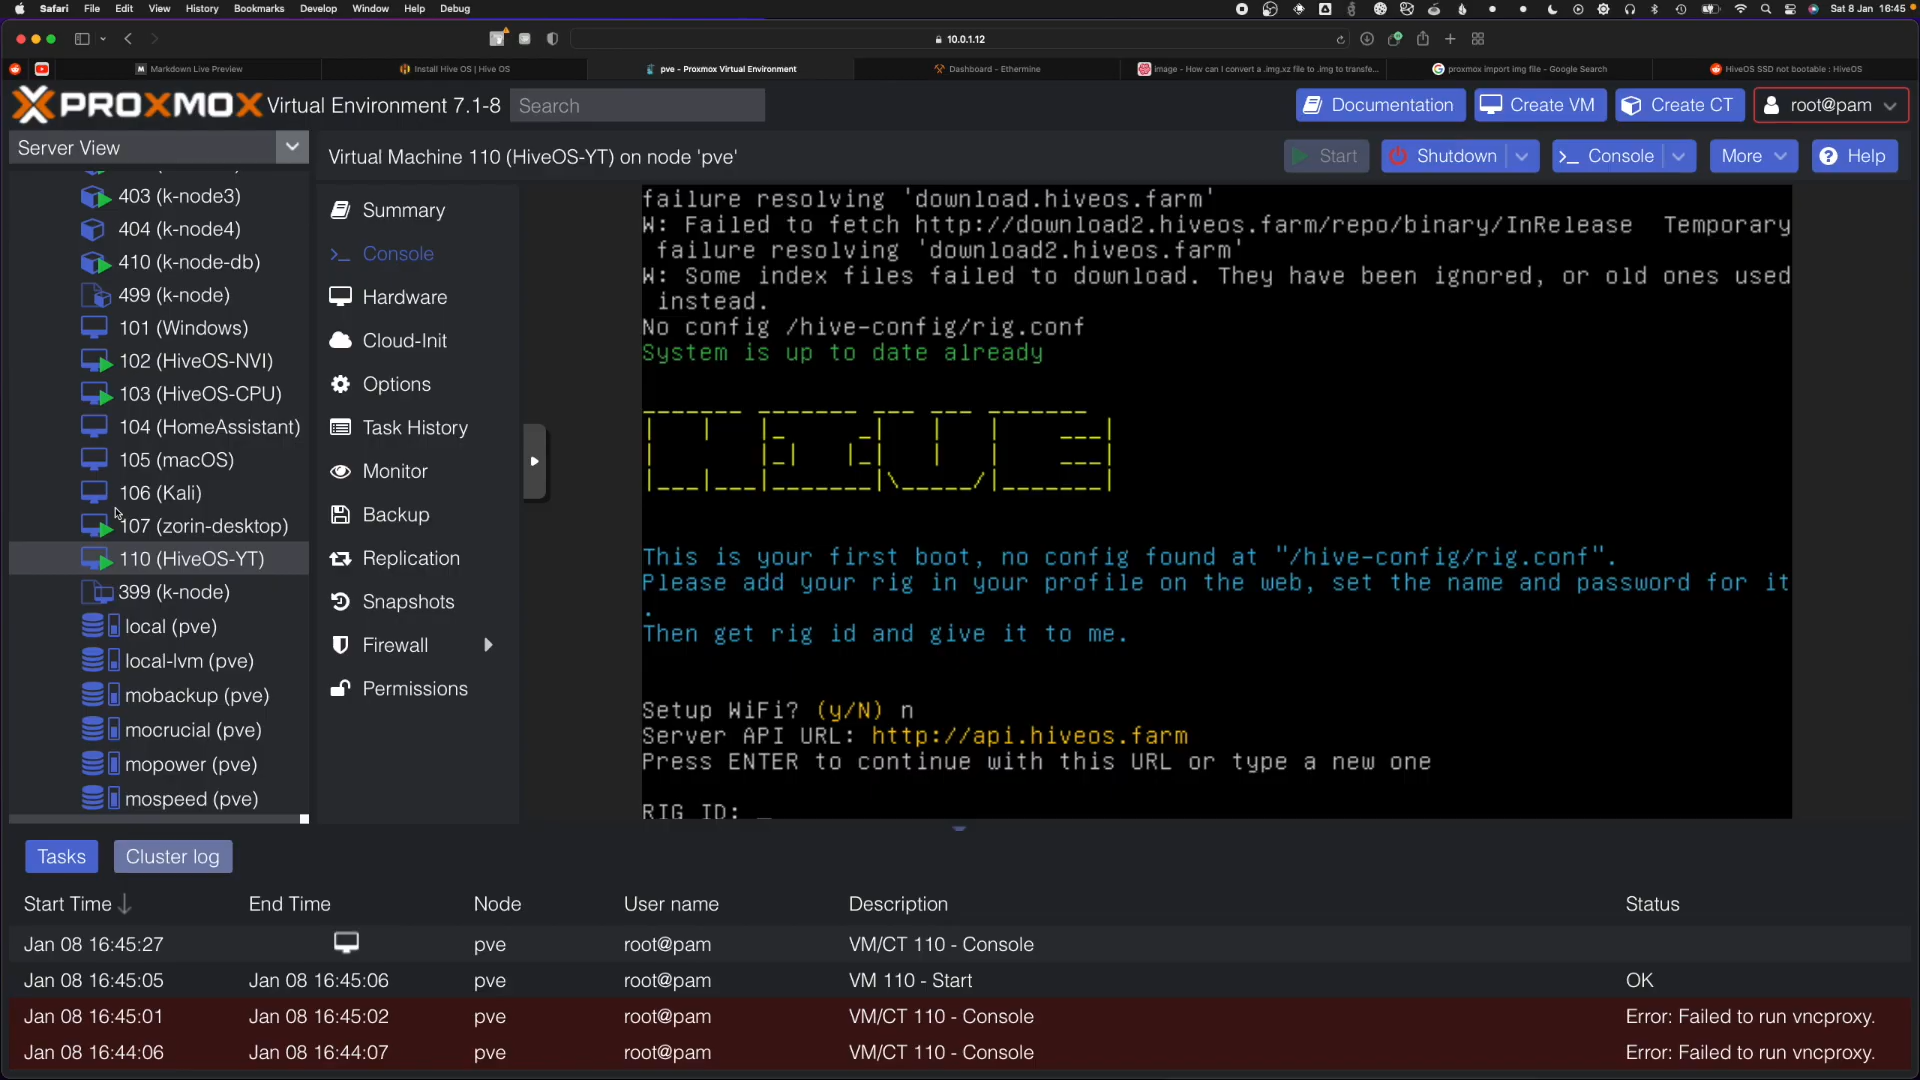 Safari File Edit View History Bookmarks Develop Window Help Debug Sat 8 Jan 16:45
10.0.1.12
Markdown Live Preview
Install Hive OS | Hive OS
pve - Proxmox Virtual Environment
Dashboard - Ethermine
image - How can I convert a .img.xz file to .img to transfe...
proxmox import img file - Google Search
HiveOS SSD not bootable : HiveOS
PROXMOX Virtual Environment 7.1-8 Search
Documentation Create VM Create CT root@pam
Server View
Virtual Machine 110 (HiveOS-YT) on node 'pve'
Start Shutdown Console More Help
403 (k-node3)
404 (k-node4)
410 (k-node-db)
499 (k-node)
101 (Windows)
102 (HiveOS-NVI)
103 (HiveOS-CPU)
104 (HomeAssistant)
105 (macOS)
106 (Kali)
107 (zorin-desktop)
110 (HiveOS-YT)
399 (k-node)
local (pve)
local-lvm (pve)
mobackup (pve)
mocrucial (pve)
mopower (pve)
mospeed (pve)
Summary
Console
Hardware
Cloud-Init
Options
Task History
Monitor
Backup
Replication
Snapshots
Firewall
Permissions
failure resolving 'download.hiveos.farm'
W: Failed to fetch http://download2.hiveos.farm/repo/binary/InRelease  Temporary
failure resolving 'download2.hiveos.farm'
W: Some index files failed to download. They have been ignored, or old ones used
instead.
No config /hive-config/rig.conf
System is up to date already
HIVE
This is your first boot, no config found at "/hive-config/rig.conf".
Please add your rig in your profile on the web, set the name and password for it
.
Then get rig id and give it to me.
Setup WiFi? (y/N) n
Server API URL: http://api.hiveos.farm
Press ENTER to continue with this URL or type a new one
RIG ID: _
Tasks Cluster log
Start Time End Time Node User name Description Status
Jan 08 16:45:27 pve root@pam VM/CT 110 - Console
Jan 08 16:45:05 Jan 08 16:45:06 pve root@pam VM 110 - Start OK
Jan 08 16:45:01 Jan 08 16:45:02 pve root@pam VM/CT 110 - Console Error: Failed to run vncproxy.
Jan 08 16:44:06 Jan 08 16:44:07 pve root@pam VM/CT 110 - Console Error: Failed to run vncproxy.